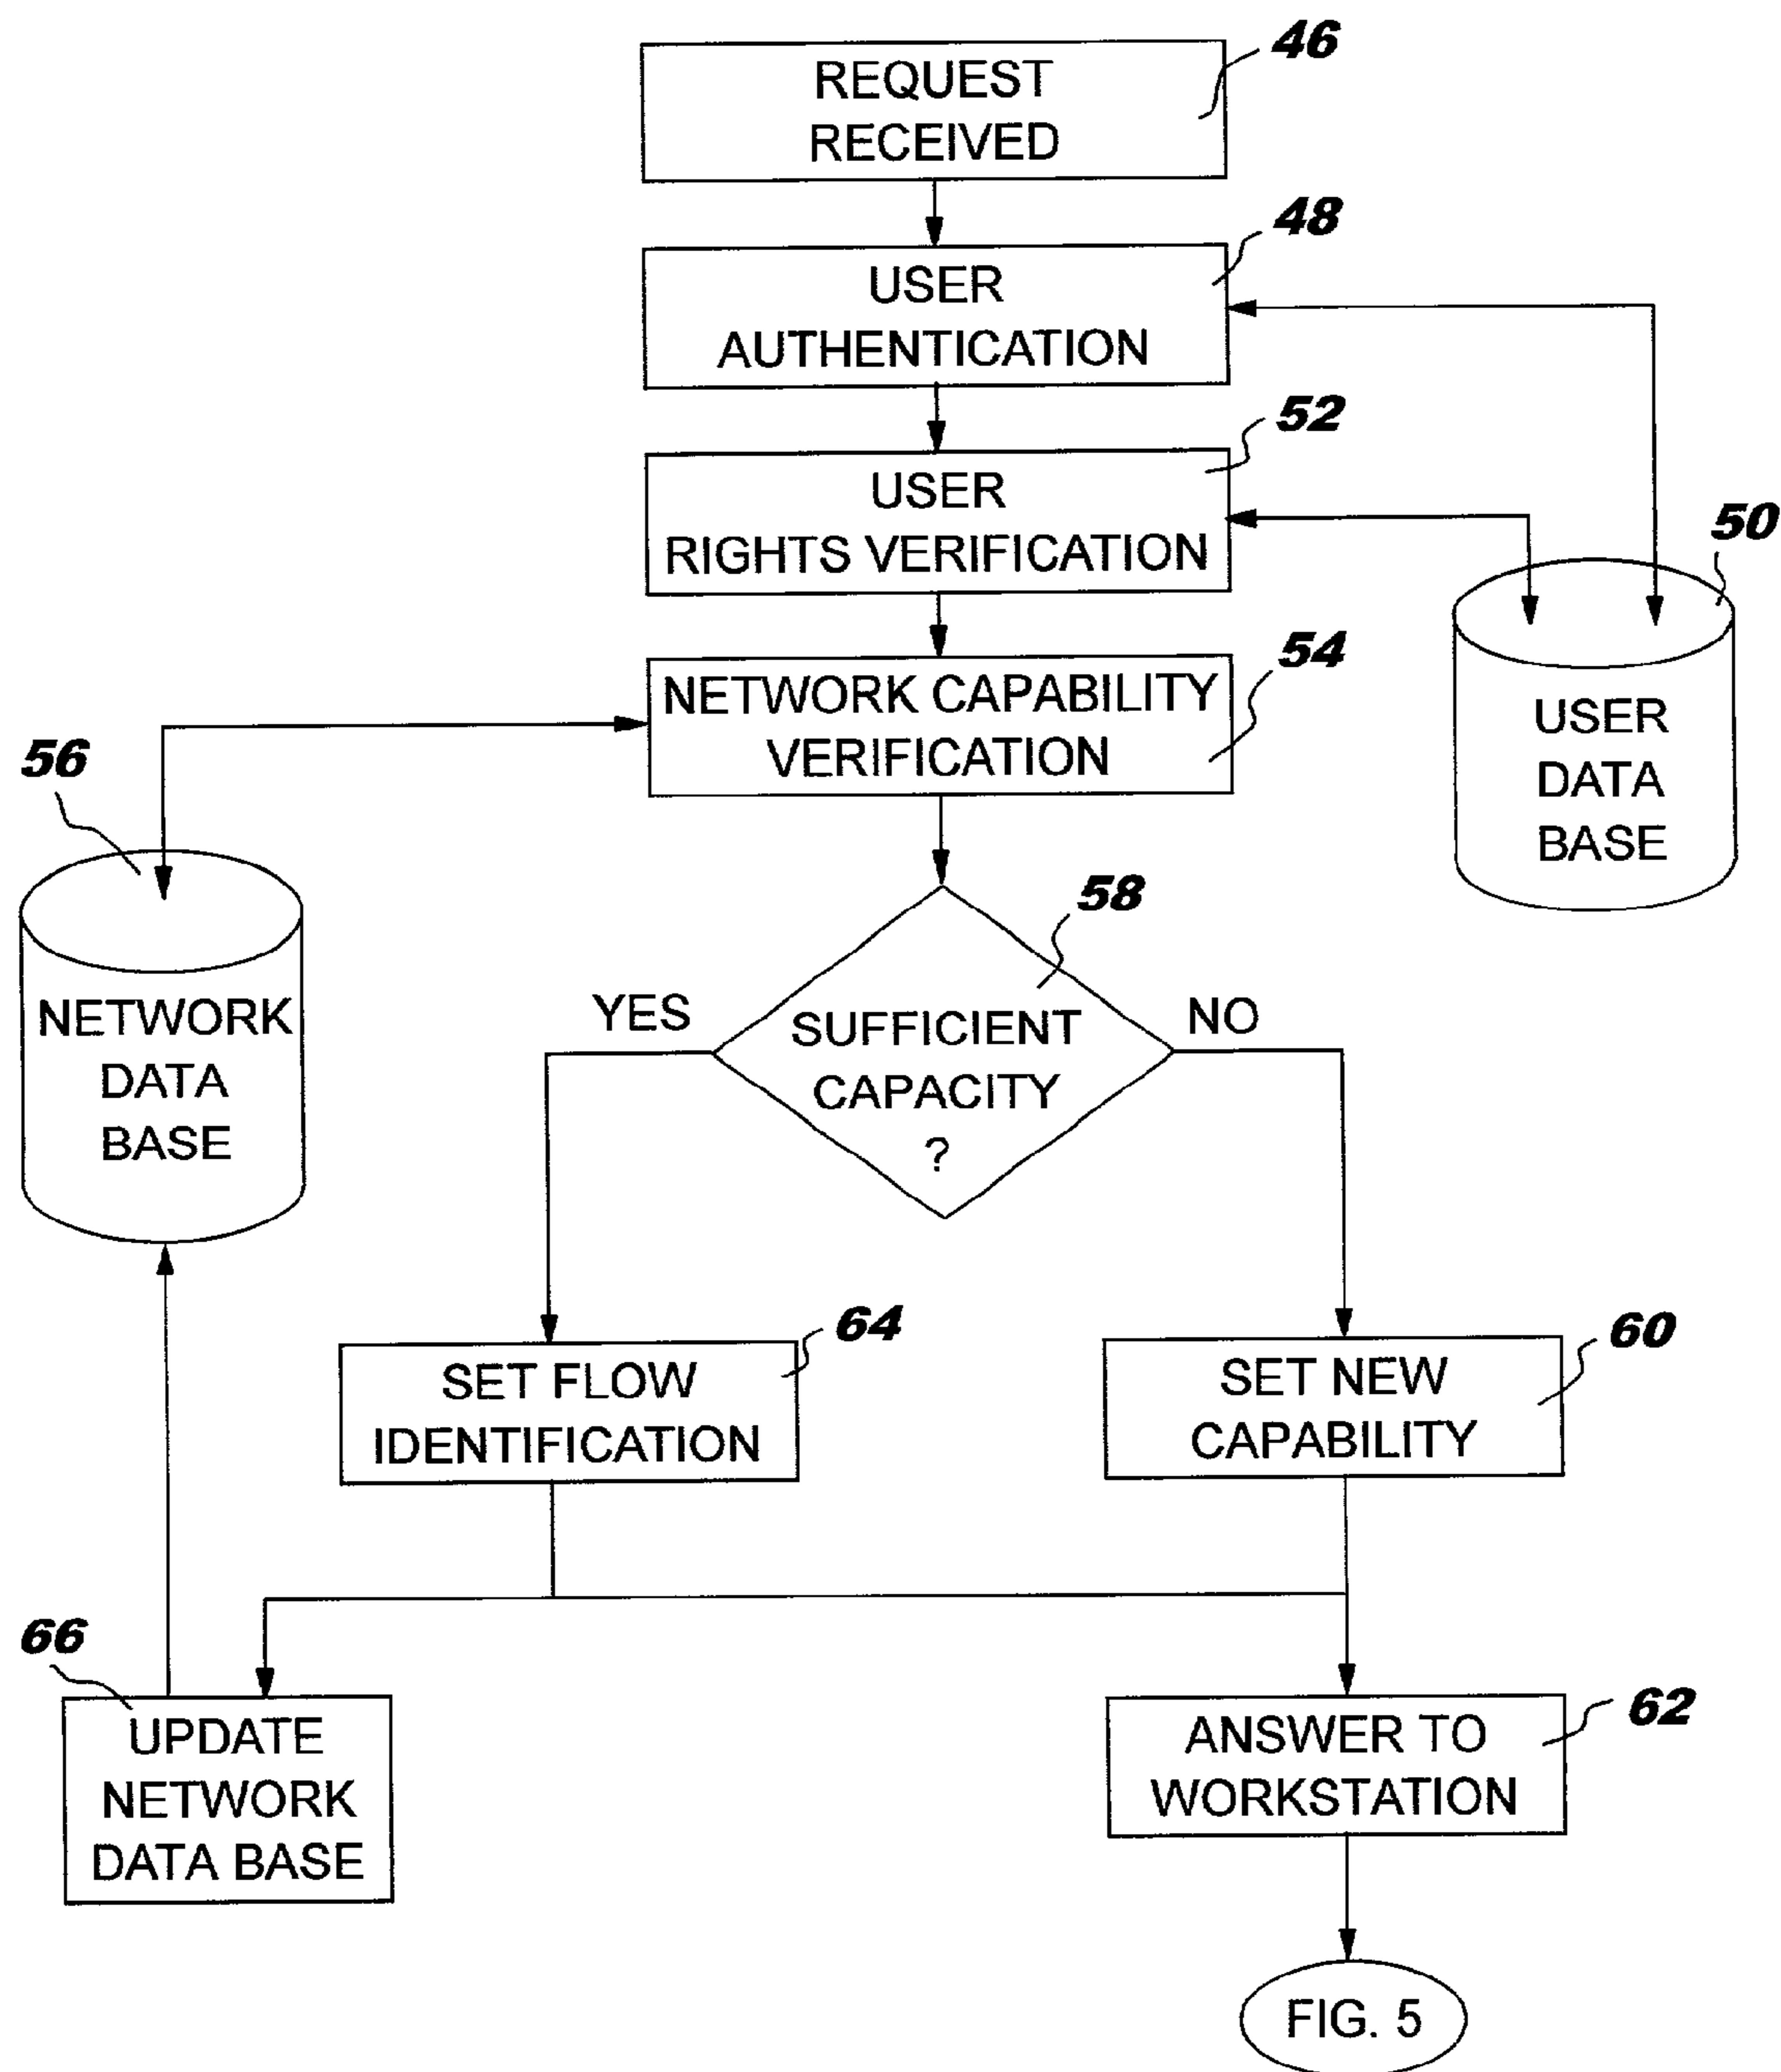 46
REQUEST
RECEIVED
48
USER
AUTHENTICATION
52
USER
RIGHTS VERIFICATION
50
USER
DATA
BASE
54
NETWORK CAPABILITY
VERIFICATION
56
NETWORK
DATA
BASE
58
SUFFICIENT
CAPACITY
?
YES
NO
64
SET FLOW
IDENTIFICATION
60
SET NEW
CAPABILITY
66
UPDATE
NETWORK
DATA BASE
62
ANSWER TO
WORKSTATION
FIG. 5